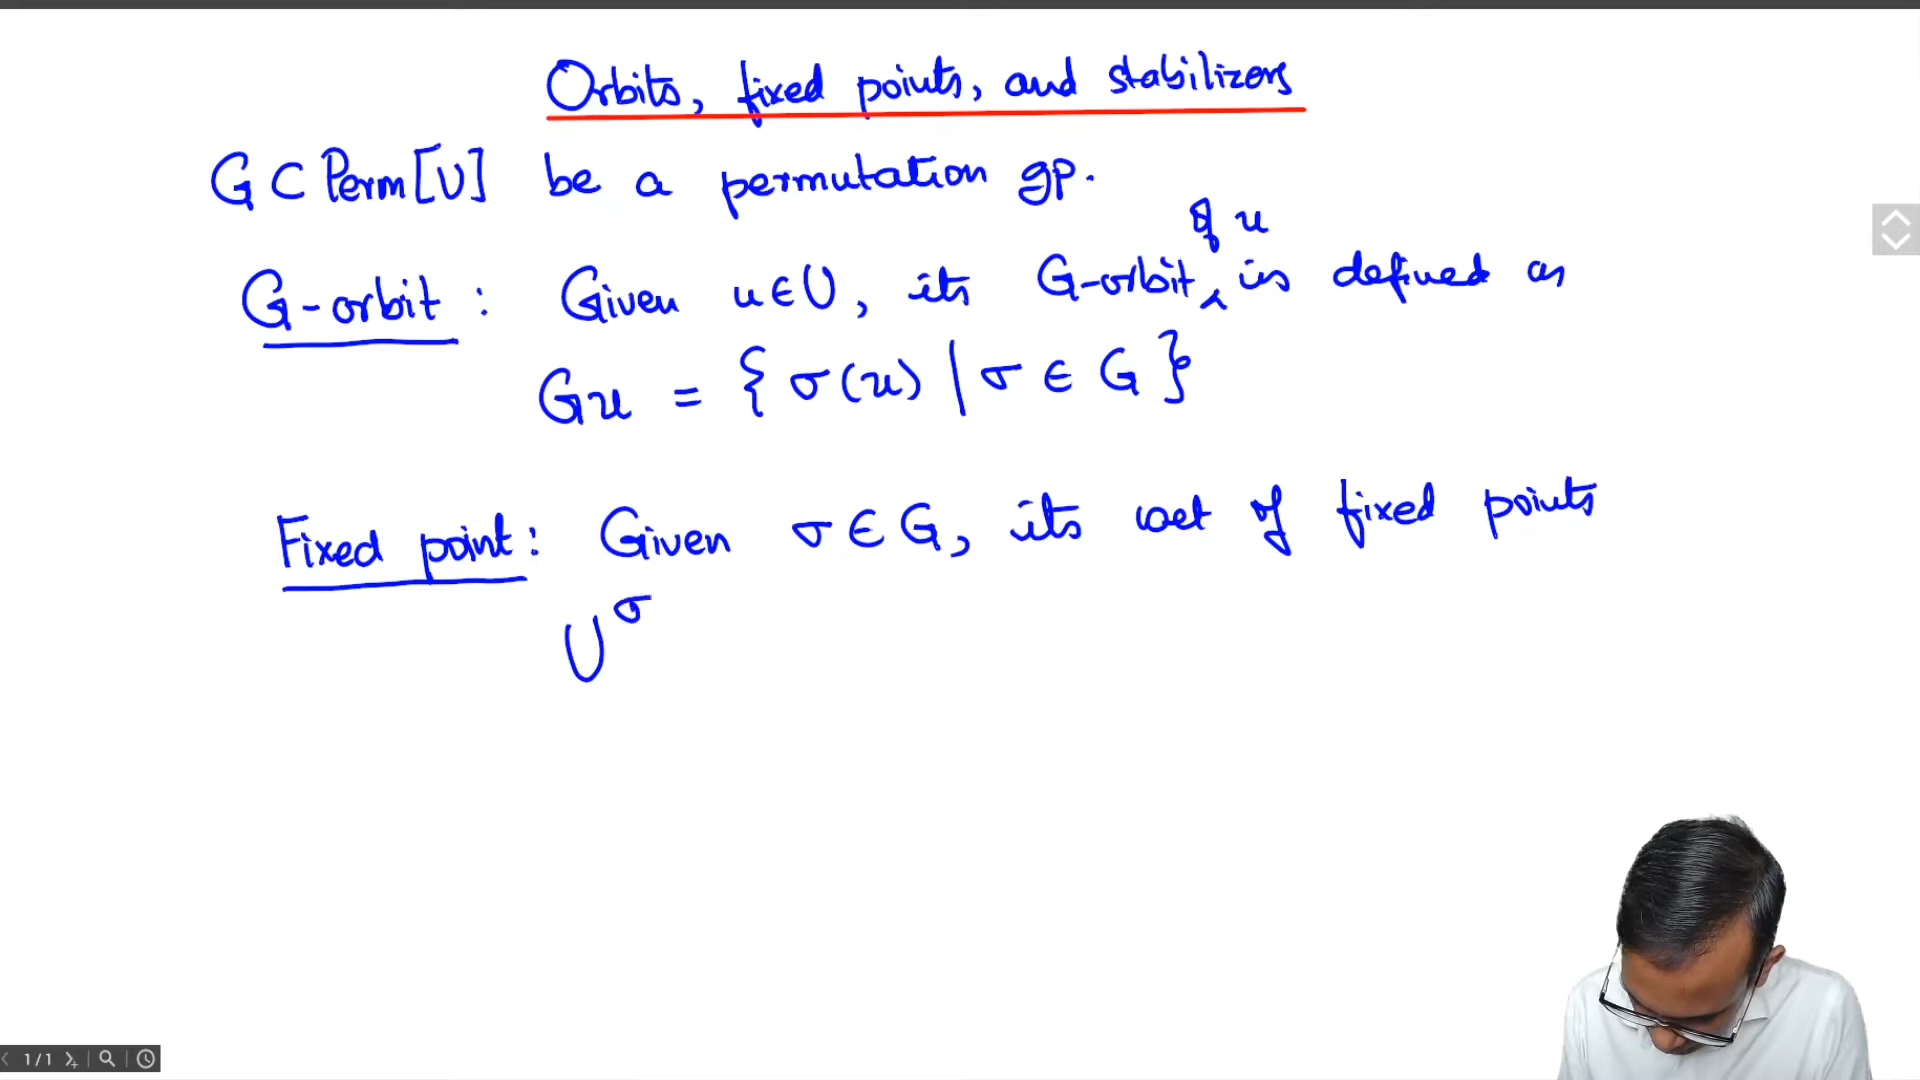 Orbits, fixed points, and stabilizers
G ⊂ Perm[U] be a permutation gp.
of u
G-orbit : Given u ∈ U, its G-orbit ‸ is defined as
Gu = { σ(u) | σ ∈ G }
Fixed point : Given σ ∈ G, its set of fixed points
U^σ
1/1